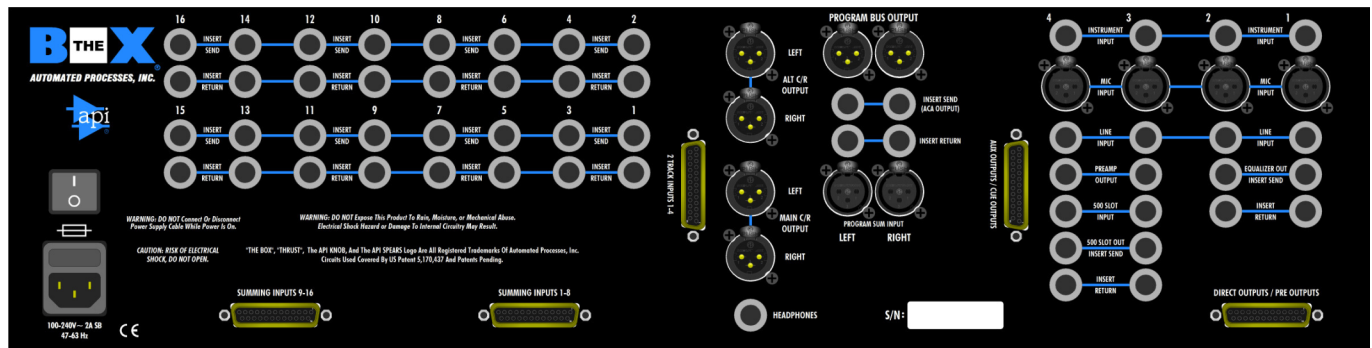 B THE X
AUTOMATED PROCESSES, INC.
api
16 14 12 10 8 6 4 2
INSERT INSERT INSERT INSERT
SEND SEND SEND SEND
INSERT INSERT INSERT INSERT
RETURN RETURN RETURN RETURN
15 13 11 9 7 5 3 1
INSERT INSERT INSERT INSERT
SEND SEND SEND SEND
INSERT INSERT INSERT INSERT
RETURN RETURN RETURN RETURN
WARNING: DO NOT Connect Or Disconnect
Power Supply Cable While Power Is On.
WARNING: DO NOT Expose This Product To Rain, Moisture, or Mechanical Abuse.
Electrical Shock Hazard or Damage To Internal Circuitry May Result.
CAUTION: RISK OF ELECTRICAL
SHOCK, DO NOT OPEN.
"THE BOX", "THRUST", The API KNOB, And The API SPEARS Logo Are All Registered Trademarks Of Automated Processes, Inc.
Circuits Used Covered By US Patent 5,170,437 And Patents Pending.
I
O
100-240V~ 2A SB
47-63 Hz
CE
SUMMING INPUTS 9-16
SUMMING INPUTS 1-8
2 TRACK INPUTS 1-4
LEFT
ALT C/R
OUTPUT
RIGHT
LEFT
MAIN C/R
OUTPUT
RIGHT
HEADPHONES
PROGRAM BUS OUTPUT
INSERT SEND
(ACA OUTPUT)
INSERT RETURN
PROGRAM SUM INPUT
LEFT RIGHT
S/N:
AUX OUTPUTS / CUE OUTPUTS
4 3 2 1
INSTRUMENT INSTRUMENT
INPUT INPUT
MIC MIC
INPUT INPUT
LINE LINE
INPUT INPUT
PREAMP
OUTPUT
EQUALIZER OUT
INSERT SEND
500 SLOT
INPUT
INSERT
RETURN
500 SLOT OUT
INSERT SEND
INSERT
RETURN
DIRECT OUTPUTS / PRE OUTPUTS